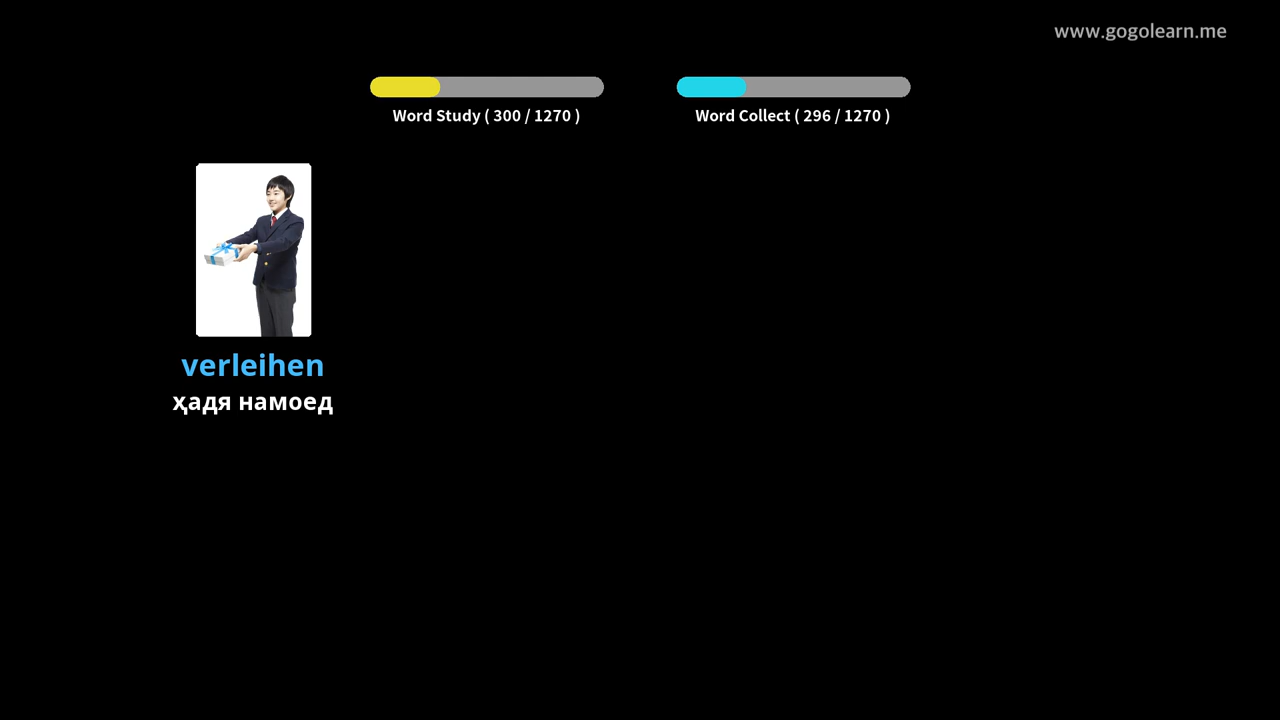 www.gogolearn.me
Word Study ( 300 / 1270 )
Word Collect ( 296 / 1270 )
verleihen
ҳадя намоед